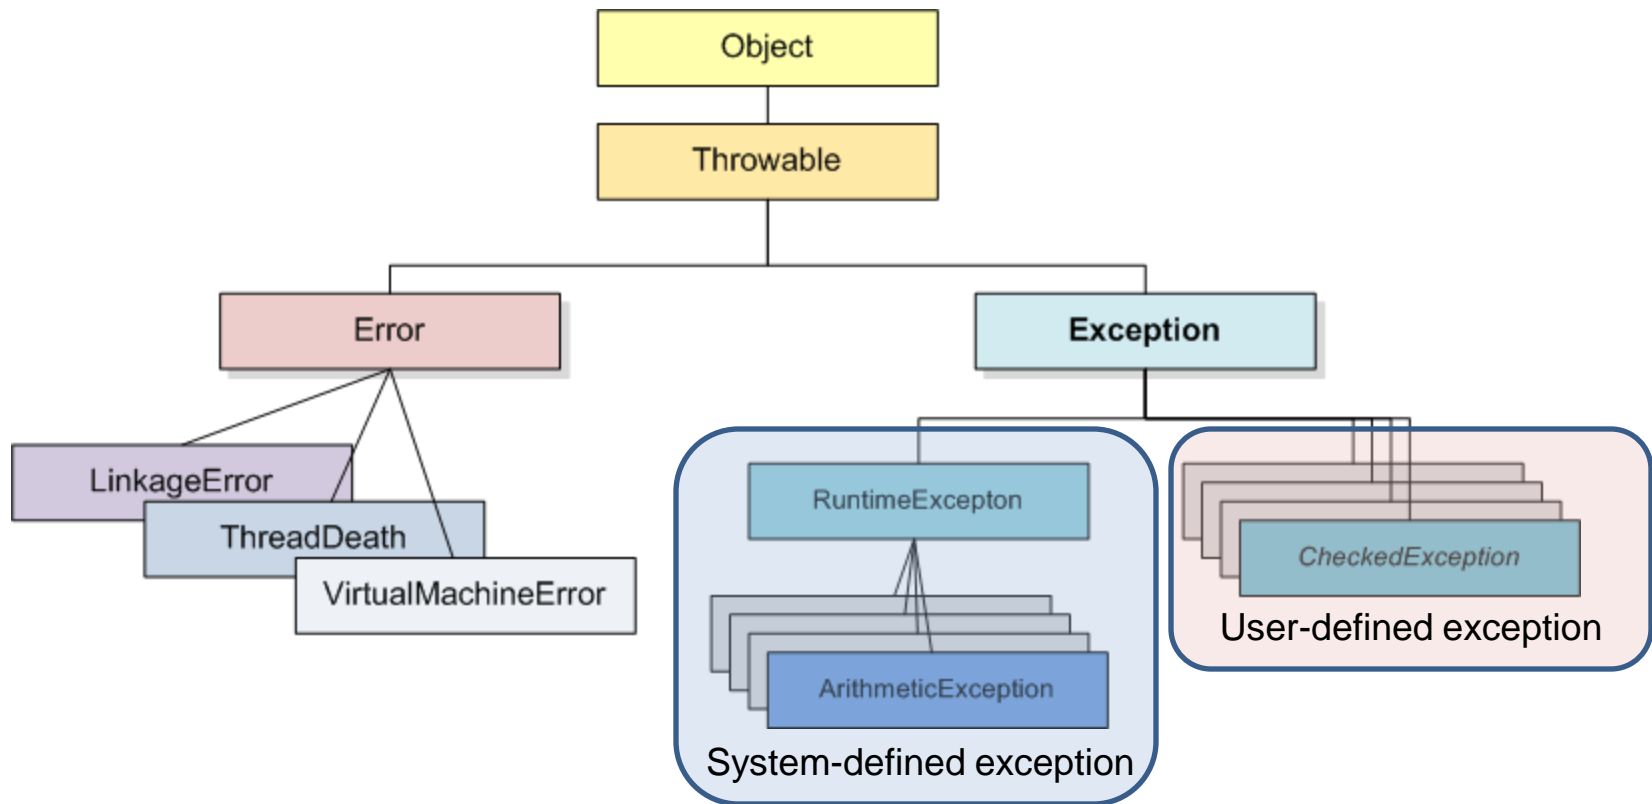 Object
Throwable
Error
Exception
LinkageError
ThreadDeath
VirtualMachineError
RuntimeExcepton
ArithmeticException
System-defined exception
CheckedException
User-defined exception